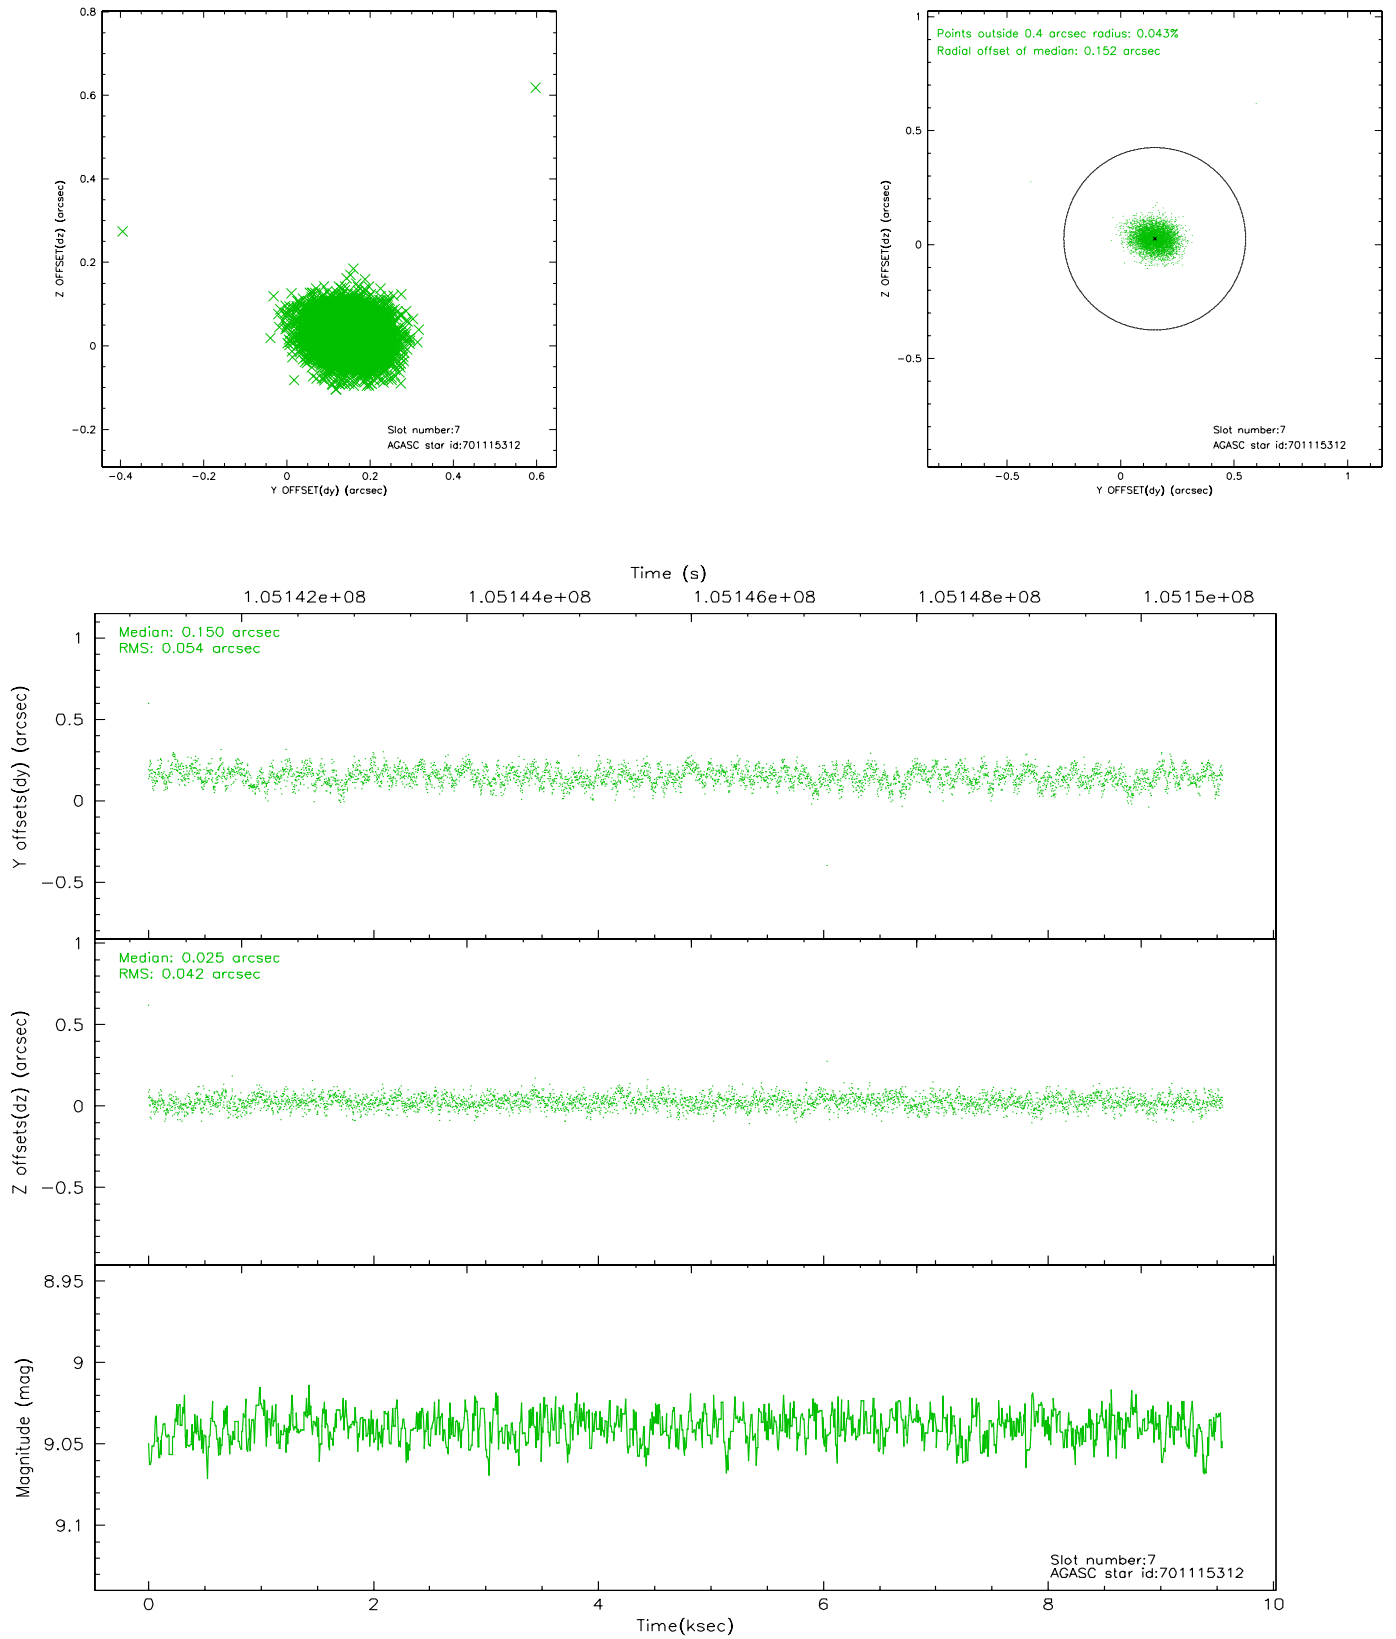 0.8
0.6
0.4
0.2
0
−0.2
Z OFFSET(dz) (arcsec)
Slot number:7
AGASC star id:701115312
−0.4 −0.2 0 0.2 0.4 0.6
Y OFFSET(dy) (arcsec)
Points outside 0.4 arcsec radius: 0.043%
Radial offset of median: 0.152 arcsec
1
0.5
0
−0.5
Z OFFSET(dz) (arcsec)
Slot number:7
AGASC star id:701115312
−0.5 0 0.5 1
Y OFFSET(dy) (arcsec)
Time (s)
1.05142e+08 1.05144e+08 1.05146e+08 1.05148e+08 1.0515e+08
Median: 0.150 arcsec
RMS: 0.054 arcsec
1
0.5
0
−0.5
Y offsets(dy) (arcsec)
Median: 0.025 arcsec
RMS: 0.042 arcsec
1
0.5
0
−0.5
Z offsets(dz) (arcsec)
8.95
9
9.05
9.1
Magnitude (mag)
Slot number:7
AGASC star id:701115312
0 2 4 6 8 10
Time(ksec)